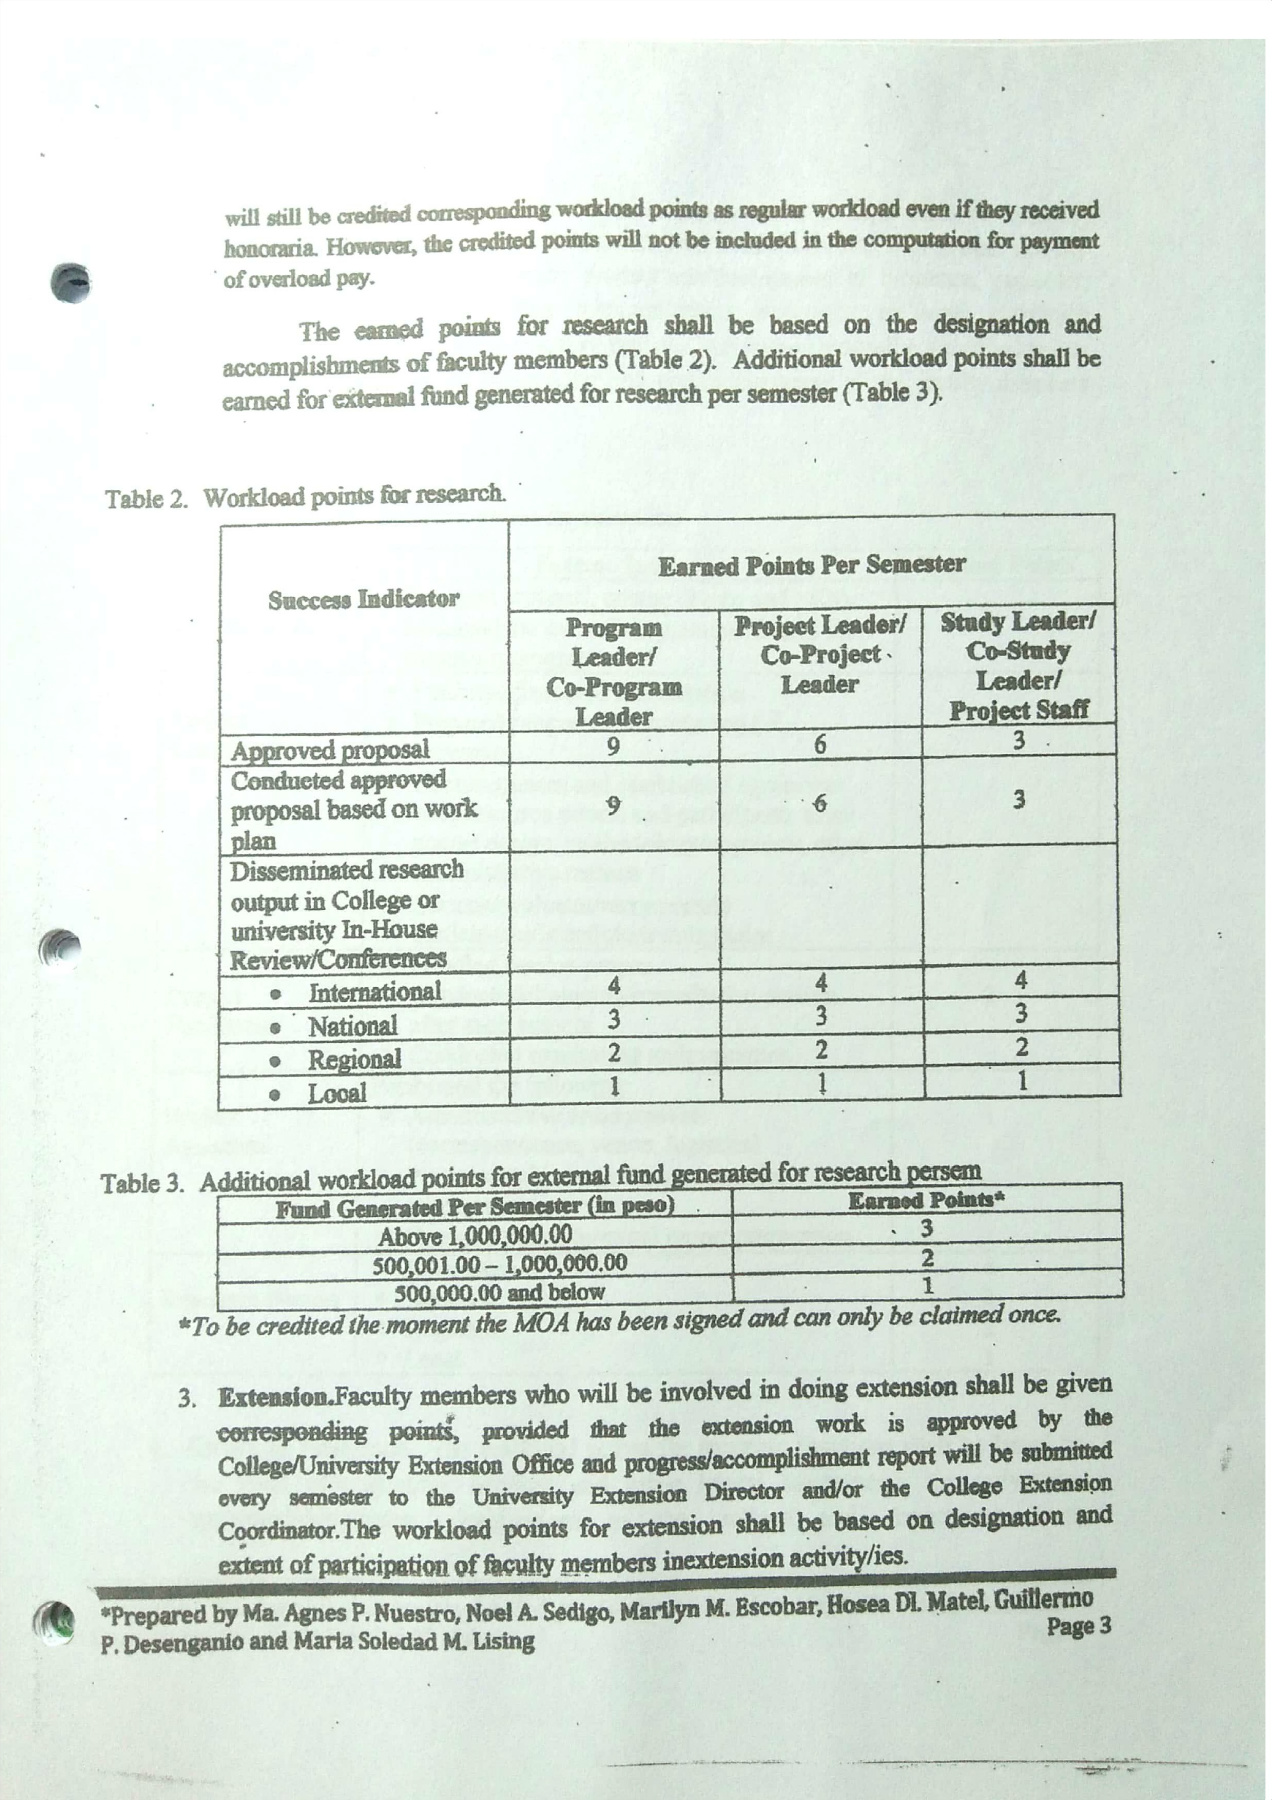 will still be credited corresponding workload points as regular workload even if they received
honoraria. However, the credited points will not be included in the computation for payment
of overload pay.
The earned points for research shall be based on the designation and
accomplishments of faculty members (Table 2). Additional workload points shall be
earned for external fund generated for research per semester (Table 3).
Table 2. Workload points for research.
Success Indicator
Earned Points Per Semester
Program Leader/ Co-Program Leader
Project Leader/ Co-Project Leader
Study Leader/ Co-Study Leader/ Project Staff
Approved proposal 9 6 3
Conducted approved
proposal based on work 9 6 3
plan
Disseminated research
output in College or
university In-House
Review/Conferences
• International 4 4 4
• National 3 3 3
• Regional 2 2 2
• Local 1 1 1
Table 3. Additional workload points for external fund generated for research persem
Fund Generated Per Semester (in peso) Earned Points*
Above 1,000,000.00 3
500,001.00 – 1,000,000.00 2
500,000.00 and below 1
*To be credited the moment the MOA has been signed and can only be claimed once.
3. Extension.Faculty members who will be involved in doing extension shall be given
corresponding points, provided that the extension work is approved by the
College/University Extension Office and progress/accomplishment report will be submitted
every semester to the University Extension Director and/or the College Extension
Coordinator.The workload points for extension shall be based on designation and
extent of participation of faculty members inextension activity/ies.
*Prepared by Ma. Agnes P. Nuestro, Noel A. Sedigo, Marilyn M. Escobar, Hosea Dl. Matel, Guillermo
P. Desenganio and Maria Soledad M. Lising
Page 3